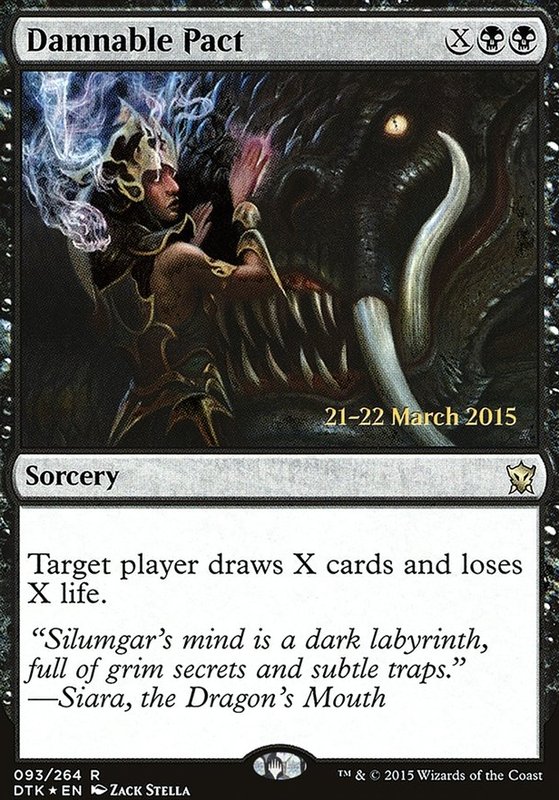 Damnable Pact X
21–22 March 2015
Sorcery
Target player draws X cards and loses
X life.
“Silumgar’s mind is a dark labyrinth,
full of grim secrets and subtle traps.”
—Siara, the Dragon’s Mouth
093/264 R
DTK ★ EN Zack Stella
™ & © 2015 Wizards of the Coast